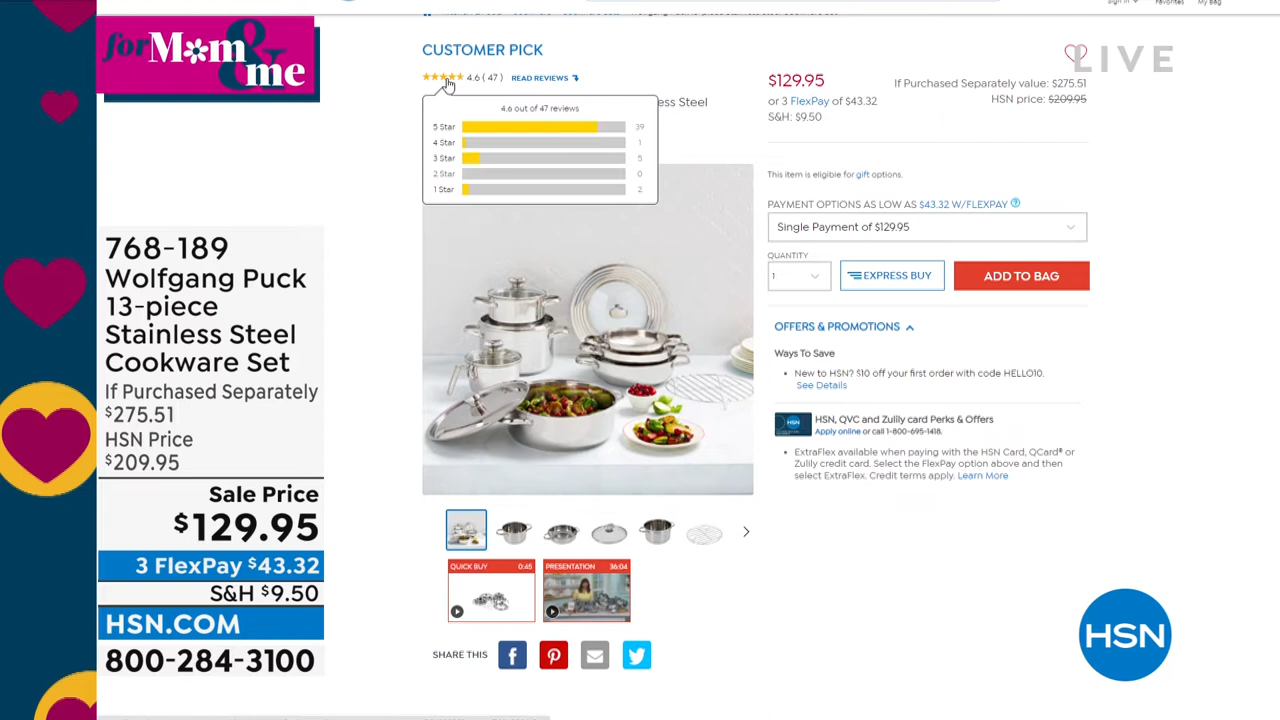 for Mom
&
me
768-189
Wolfgang Puck
13-piece
Stainless Steel
Cookware Set
If Purchased Separately
$275.51
HSN Price
$209.95
Sale Price
$129.95
3 FlexPay $43.32
S&H $9.50
HSN.COM
800-284-3100
Sign in
Favorites
My Bag
CUSTOMER PICK
4.6 ( 47 ) READ REVIEWS
4.6 out of 47 reviews
5 Star 39
4 Star 1
3 Star 5
2 Star 0
1 Star 2
Steel
LIVE
$129.95
or 3 FlexPay of $43.32
S&H: $9.50
If Purchased Separately value: $275.51
HSN price: $209.95
This item is eligible for gift options.
PAYMENT OPTIONS AS LOW AS $43.32 W/FLEXPAY ?
Single Payment of $129.95
QUANTITY
1
EXPRESS BUY
ADD TO BAG
OFFERS & PROMOTIONS
Ways To Save
• New to HSN? $10 off your first order with code HELLO10.
See Details
HSN
HSN, QVC and Zulily card Perks & Offers
Apply online or call 1-800-695-1418.
• ExtraFlex available when paying with the HSN Card, QCard® or
Zulily credit card. Select the FlexPay option above and then
select ExtraFlex. Credit terms apply. Learn More
QUICK BUY 0:45
PRESENTATION 36:04
SHARE THIS
HSN